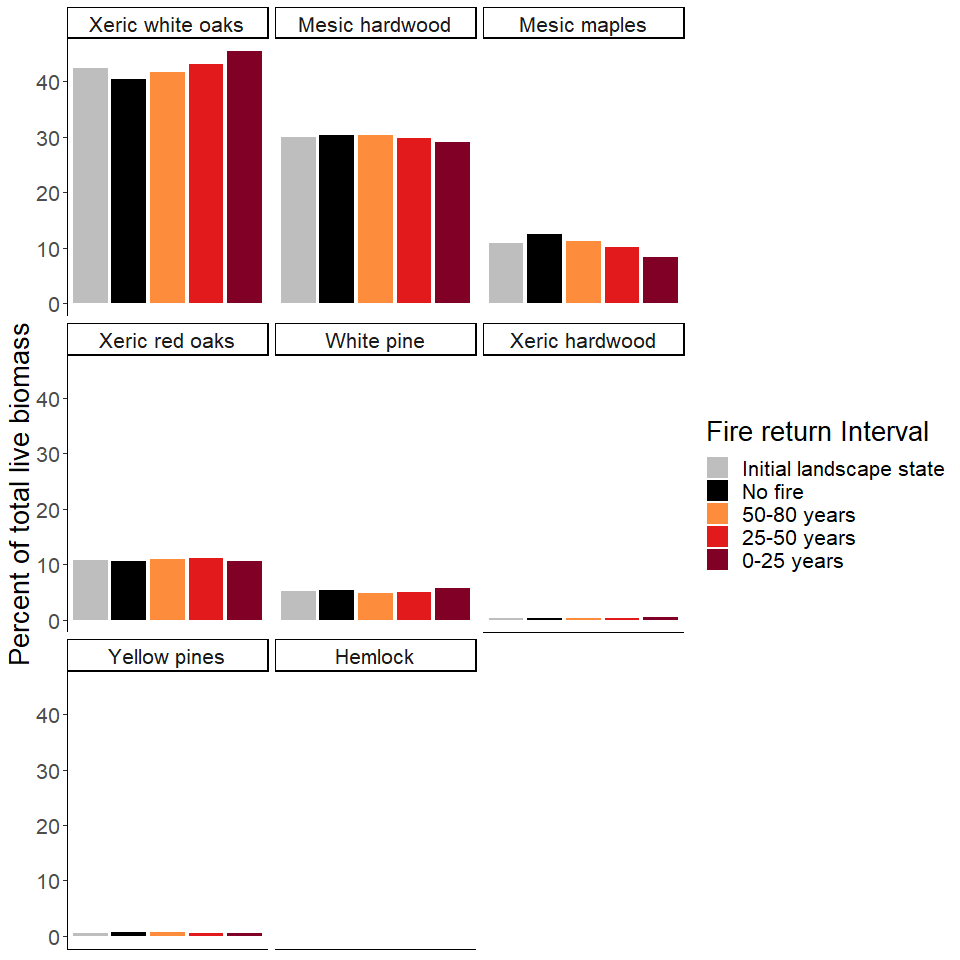 Xeric white oaks
Mesic hardwood
Mesic maples
40
30
20
10
0
Xeric red oaks
White pine
Xeric hardwood
40
30
20
10
0
Yellow pines
Hemlock
40
30
20
10
0
Percent of total live biomass
Fire return Interval
Initial landscape state
No fire
50-80 years
25-50 years
0-25 years